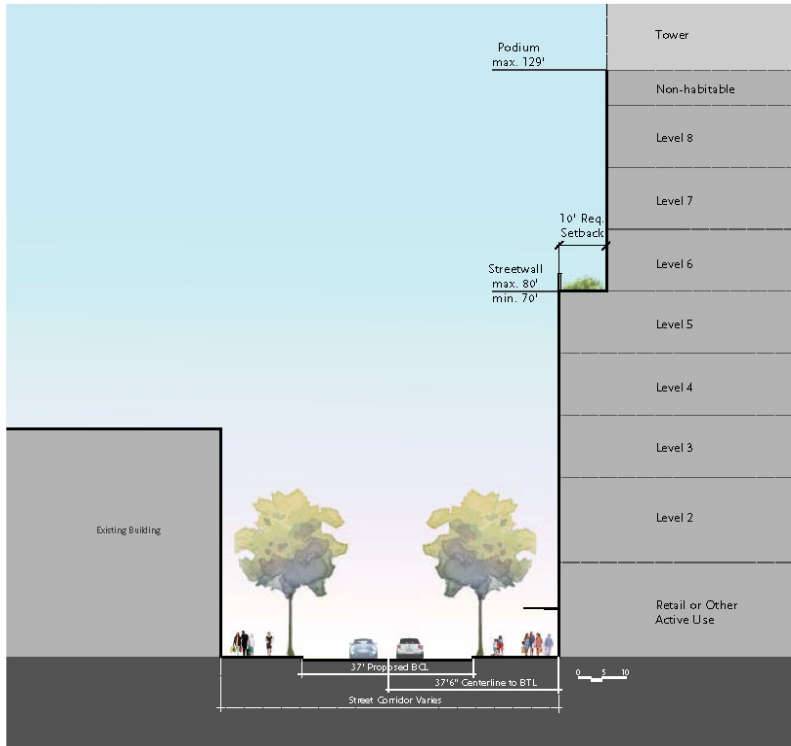 Tower
Podium
max. 129'
Non-habitable
Level 8
Level 7
10' Req.
Setback
Level 6
Streetwall
max. 80'
min. 70'
Level 5
Level 4
Level 3
Level 2
Existing Building
Retail or Other
Active Use
37' Proposed BCL
37'6" Centerline to BTL
0 5 10
Street Corridor Varies